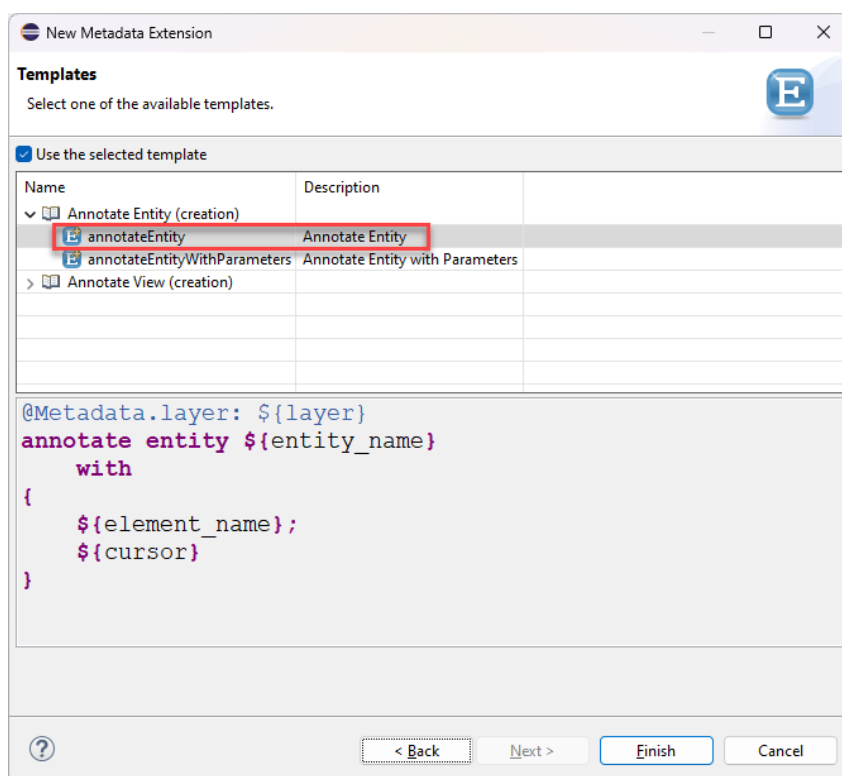 New Metadata Extension
Templates
Select one of the available templates.
E
Use the selected template
Name Description
Annotate Entity (creation)
annotateEntity Annotate Entity
annotateEntityWithParameters Annotate Entity with Parameters
Annotate View (creation)
@Metadata.layer: ${layer}
annotate entity ${entity_name}
    with
{
    ${element_name};
    ${cursor}
}
? < Back Next > Finish Cancel